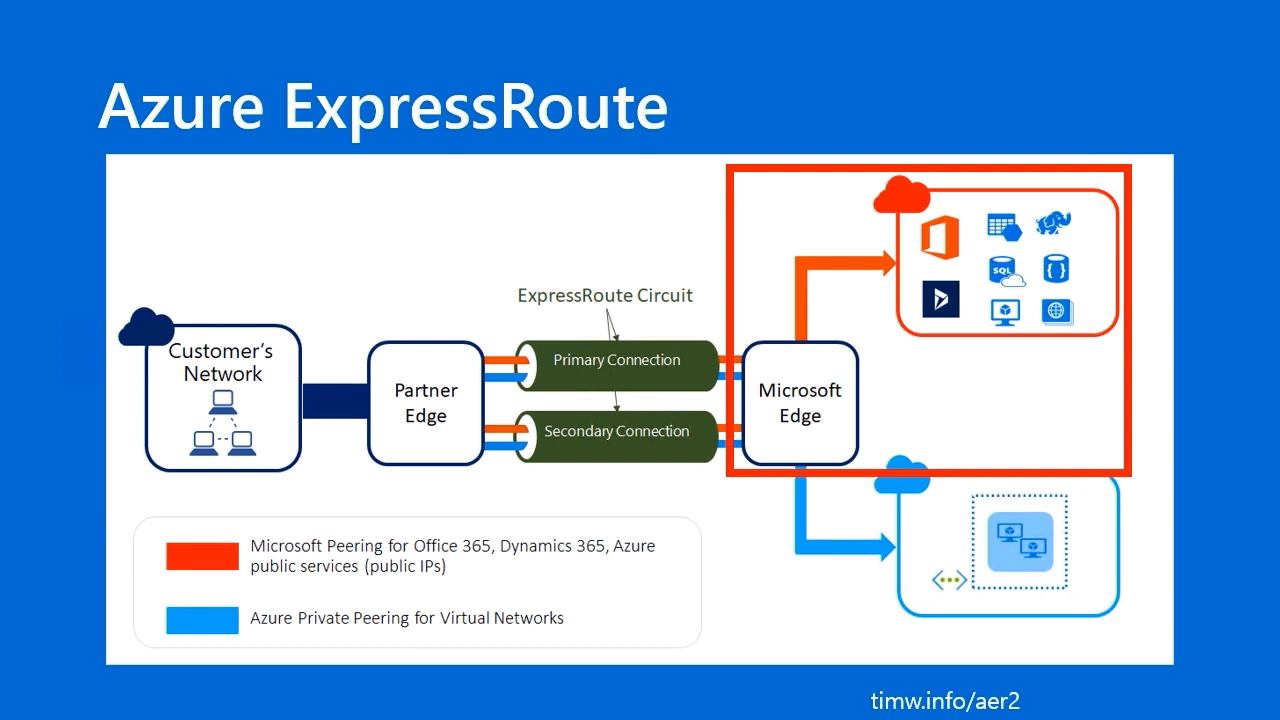 Azure ExpressRoute
ExpressRoute Circuit
Customer's
Network
Partner
Edge
Primary Connection
Secondary Connection
Microsoft
Edge
SQL
Microsoft Peering for Office 365, Dynamics 365, Azure
public services (public IPs)
Azure Private Peering for Virtual Networks
timw.info/aer2